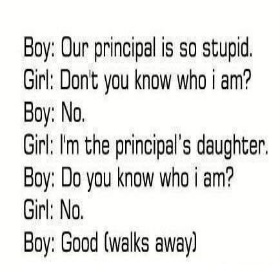 Boy: Our principal is so stupid.
Girl: Don't you know who i am?
Boy: No.
Girl: I'm the principal's daughter.
Boy: Do you know who i am?
Girl: No.
Boy: Good (walks away)